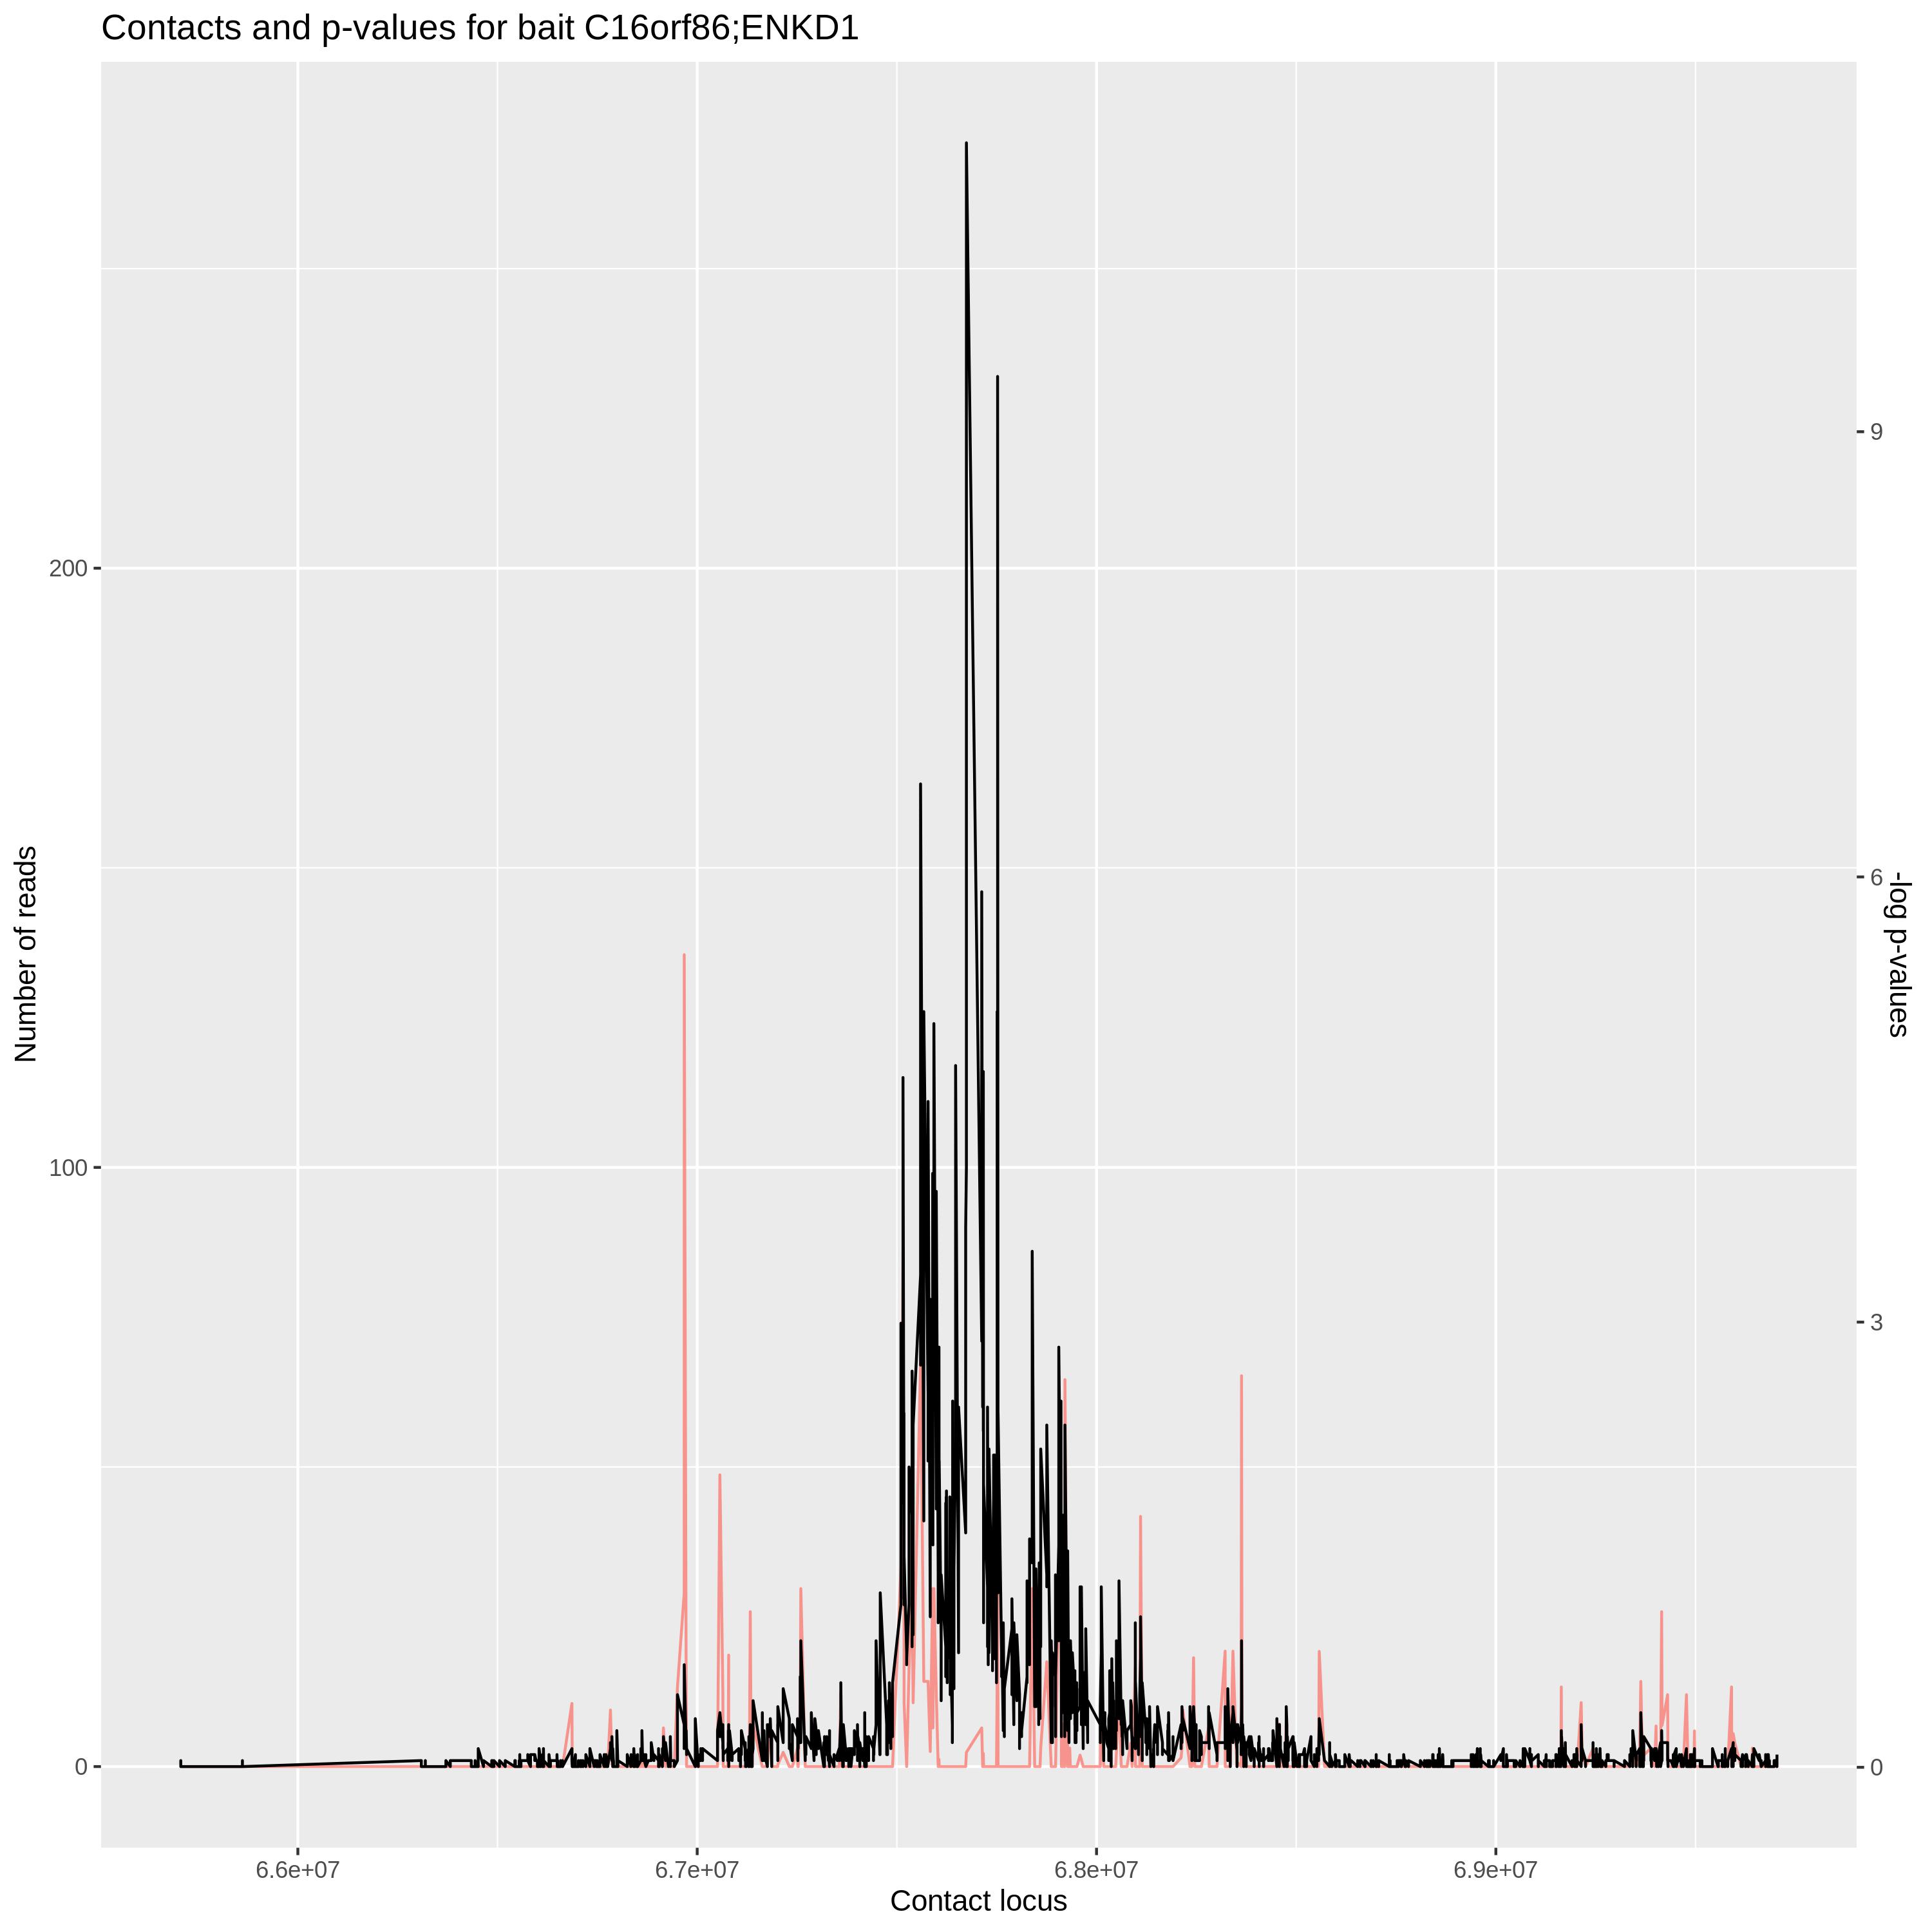 Contacts and p-values for bait C16orf86;ENKD1
Number of reads
200
100
0
9
6
3
0
-log p-values
6.6e+07 6.7e+07 6.8e+07 6.9e+07
Contact locus